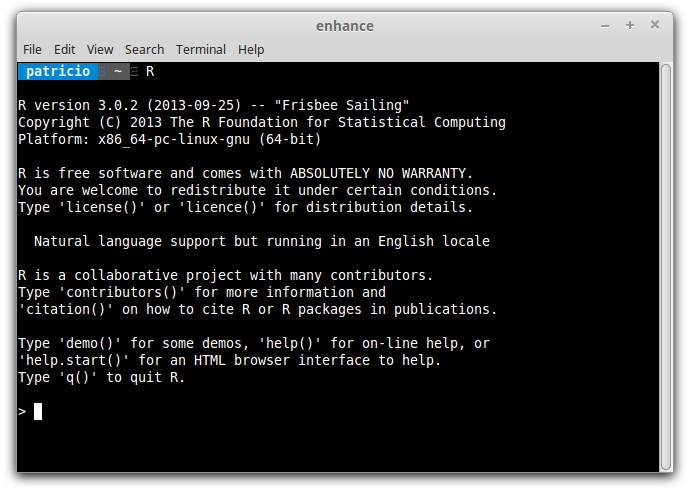 enhance
File Edit View Search Terminal Help
patricio ~ R
R version 3.0.2 (2013-09-25) -- "Frisbee Sailing"
Copyright (C) 2013 The R Foundation for Statistical Computing
Platform: x86_64-pc-linux-gnu (64-bit)
R is free software and comes with ABSOLUTELY NO WARRANTY.
You are welcome to redistribute it under certain conditions.
Type 'license()' or 'licence()' for distribution details.
Natural language support but running in an English locale
R is a collaborative project with many contributors.
Type 'contributors()' for more information and
'citation()' on how to cite R or R packages in publications.
Type 'demo()' for some demos, 'help()' for on-line help, or
'help.start()' for an HTML browser interface to help.
Type 'q()' to quit R.
>